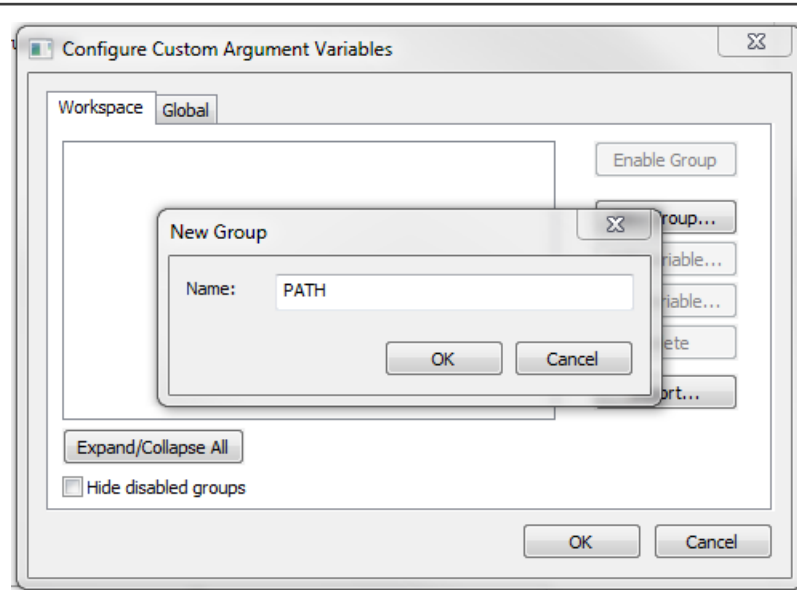 Configure Custom Argument Variables
Workspace Global
Enable Group
New Group
roup...
Name: PATH
riable...
riable...
OK Cancel
ete
ort...
Expand/Collapse All
Hide disabled groups
OK Cancel